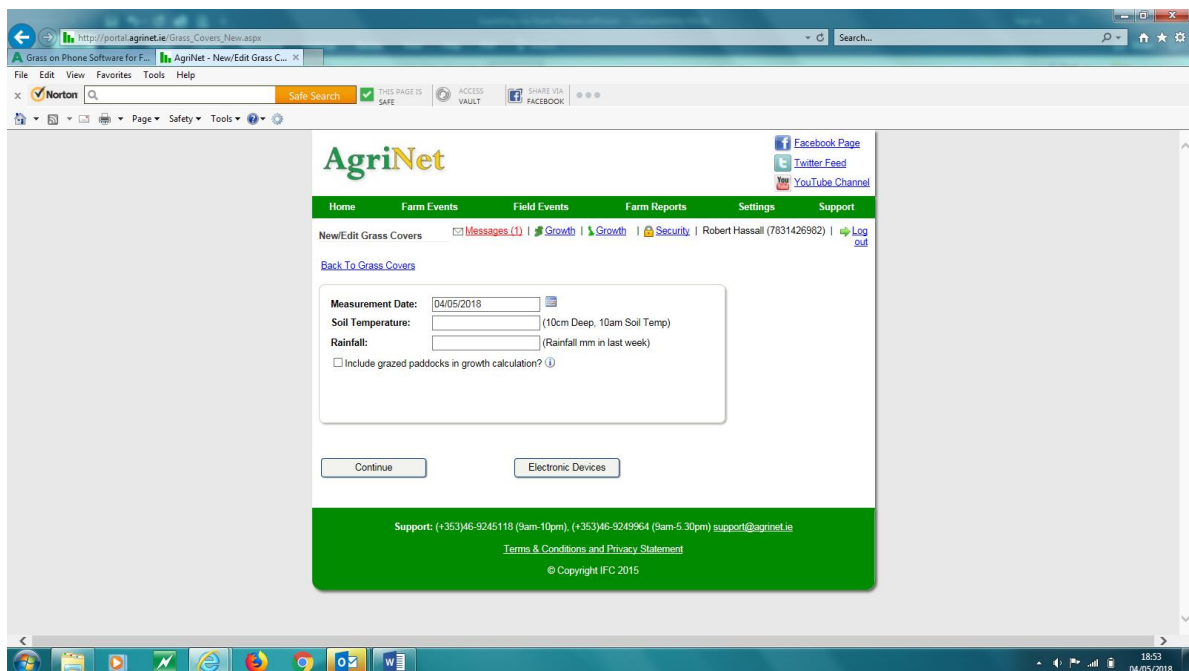 http://portal.agrinet.ie/Grass_Covers_New.aspx
Search...
Grass on Phone Software for F...
AgriNet - New/Edit Grass C...
File Edit View Favorites Tools Help
Norton
Safe Search
THIS PAGE IS SAFE
ACCESS VAULT
SHARE VIA FACEBOOK
Page Safety Tools
AgriNet
Facebook Page
Twitter Feed
You YouTube Channel
Home Farm Events Field Events Farm Reports Settings Support
New/Edit Grass Covers Messages (1) | Growth | Growth | Security | Robert Hassall (7831426982) | Log out
Back To Grass Covers
Measurement Date: 04/05/2018
Soil Temperature: (10cm Deep, 10am Soil Temp)
Rainfall: (Rainfall mm in last week)
Include grazed paddocks in growth calculation?
Continue Electronic Devices
Support: (+353)46-9245118 (9am-10pm), (+353)46-9249964 (9am-5.30pm) support@agrinet.ie
Terms & Conditions and Privacy Statement
© Copyright IFC 2015
18:53
04/05/2018